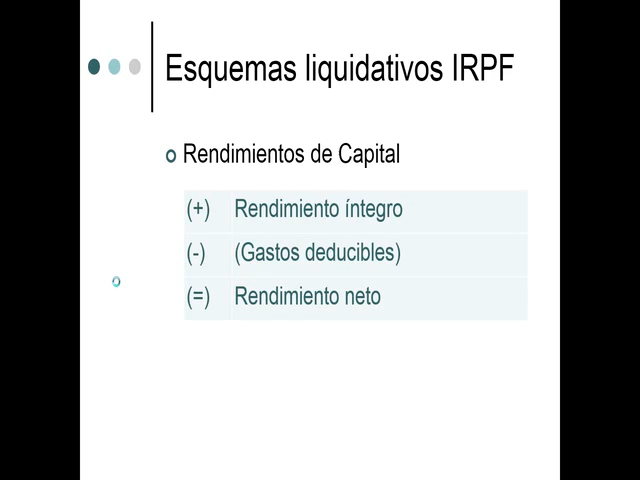 Esquemas liquidativos IRPF
Rendimientos de Capital
(+) Rendimiento íntegro
(-) (Gastos deducibles)
(=) Rendimiento neto